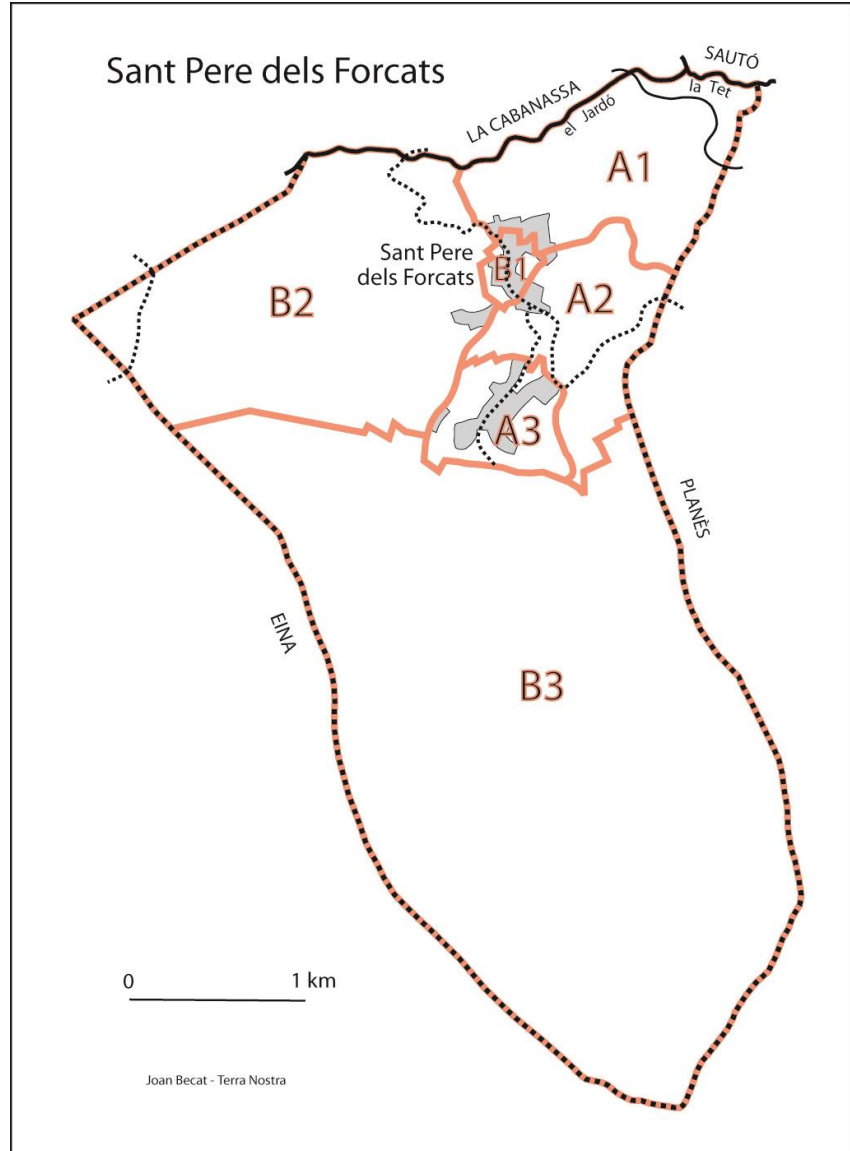 Sant Pere dels Forcats
SAUTÓ
la Tet
LA CABANASSA
el Jardó
A1
Sant Pere
dels Forcats
B1
B2
A2
A3
PLANÈS
EINA
B3
0 1 km
Joan Becat - Terra Nostra